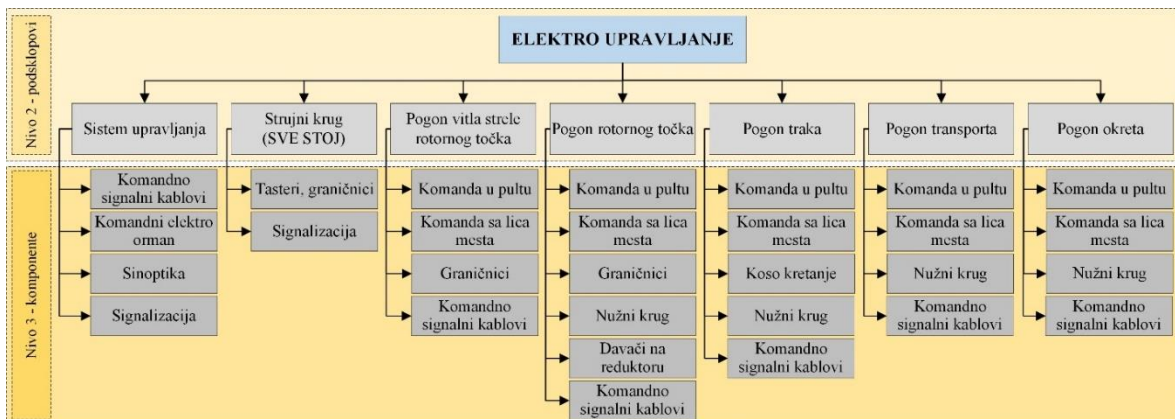 ELEKTRO UPRAVLJANJE
Nivo 2 - podsklopovi
Sistem upravljanja
Strujni krug
(SVE STOJ)
Pogon vitla strele
rotornog točka
Pogon rotornog točka
Pogon traka
Pogon transporta
Pogon okreta
Nivo 3 - komponente
Komandno
signalni kablovi
Komandni elektro
orman
Sinoptika
Signalizacija
Tasteri, graničnici
Signalizacija
Komanda u pultu
Komanda sa lica
mesta
Graničnici
Komandno
signalni kablovi
Komanda u pultu
Komanda sa lica
mesta
Graničnici
Nužni krug
Davači na
reduktoru
Komandno
signalni kablovi
Komanda u pultu
Komanda sa lica
mesta
Koso kretanje
Nužni krug
Komandno
signalni kablovi
Komanda u pultu
Komanda sa lica
mesta
Nužni krug
Komandno
signalni kablovi
Komanda u pultu
Komanda sa lica
mesta
Nužni krug
Komandno
signalni kablovi